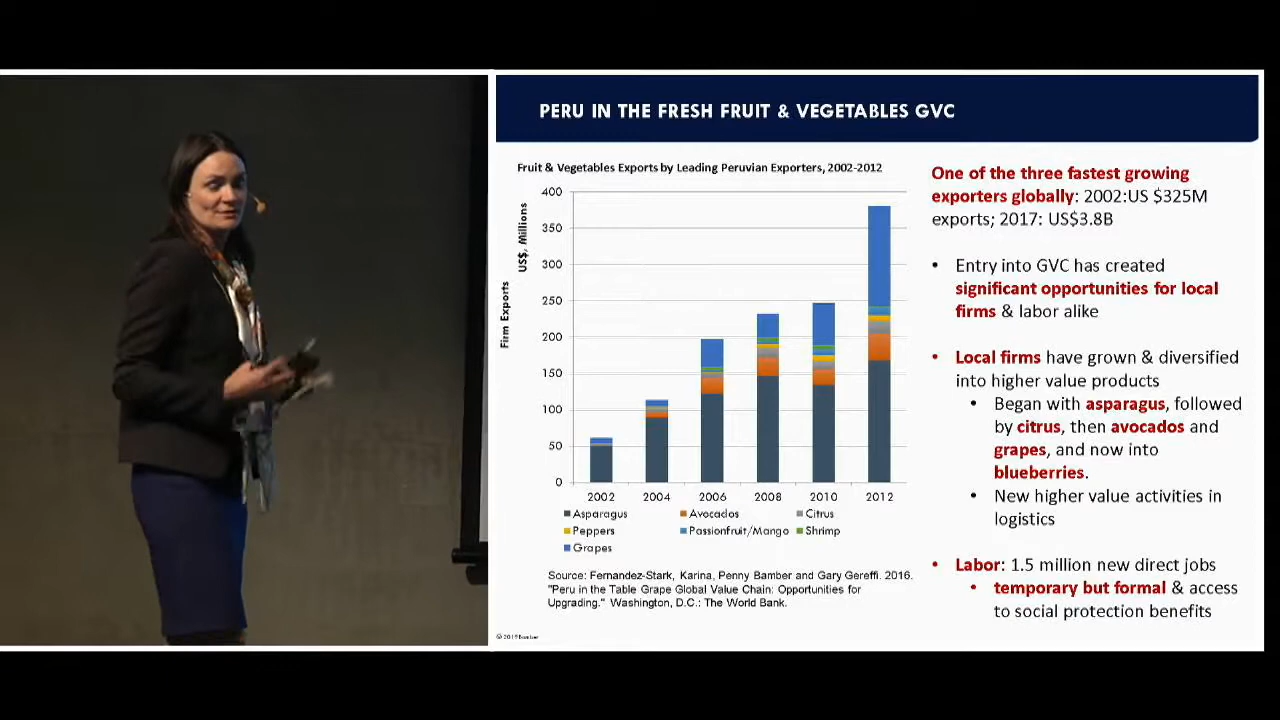 PERU IN THE FRESH FRUIT & VEGETABLES GVC
Fruit & Vegetables Exports by Leading Peruvian Exporters, 2002-2012
Firm Exports
US$, Millions
400
350
300
250
200
150
100
50
0
2002 2004 2006 2008 2010 2012
Asparagus Avocados Citrus
Peppers Passionfruit/Mango Shrimp
Grapes
Source: Fernandez-Stark, Karina, Penny Bamber and Gary Gereffi. 2016.
"Peru in the Table Grape Global Value Chain: Opportunities for
Upgrading." Washington, D.C.: The World Bank.
© 2019 Bamber
One of the three fastest growing
exporters globally: 2002:US $325M
exports; 2017: US$3.8B
• Entry into GVC has created
significant opportunities for local
firms & labor alike
• Local firms have grown & diversified
into higher value products
• Began with asparagus, followed
by citrus, then avocados and
grapes, and now into
blueberries.
• New higher value activities in
logistics
• Labor: 1.5 million new direct jobs
• temporary but formal & access
to social protection benefits